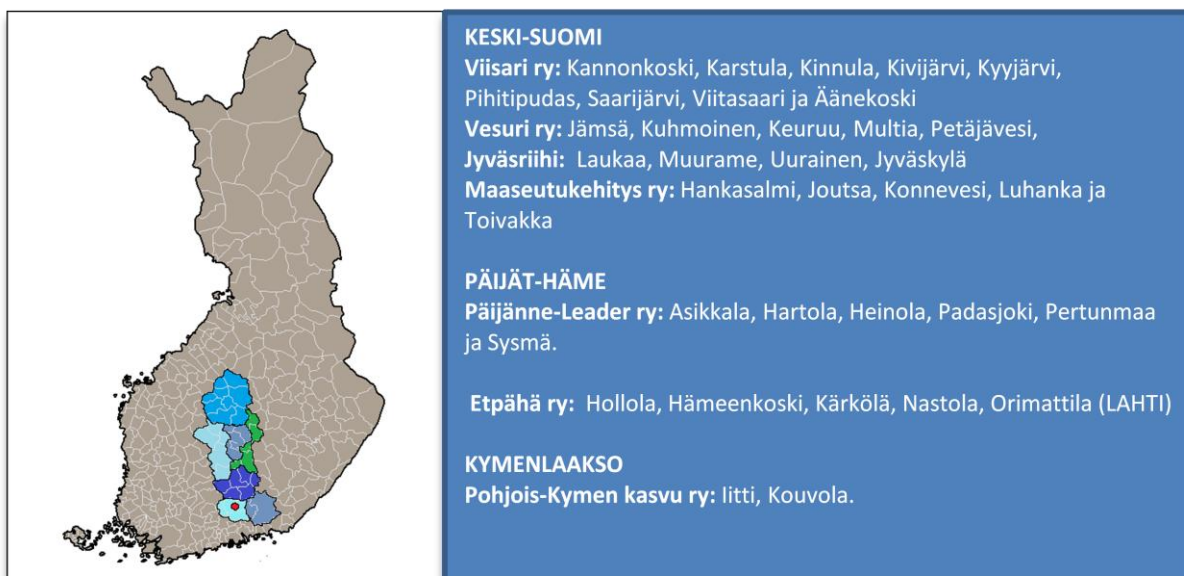 KESKI-SUOMI
Viisari ry: Kannonkoski, Karstula, Kinnula, Kivijärvi, Kyyjärvi,
Pihitipudas, Saarijärvi, Viitasaari ja Äänekoski
Vesuri ry: Jämsä, Kuhmoinen, Keuruu, Multia, Petäjävesi,
Jyväsriihi: Laukaa, Muurame, Uurainen, Jyväskylä
Maaseutukehitys ry: Hankasalmi, Joutsa, Konnevesi, Luhanka ja
Toivakka
PÄIJÄT-HÄME
Päijänne-Leader ry: Asikkala, Hartola, Heinola, Padasjoki, Pertunmaa
ja Sysmä.
Etpähä ry: Hollola, Hämeenkoski, Kärkölä, Nastola, Orimattila (LAHTI)
KYMENLAAKSO
Pohjois-Kymen kasvu ry: Iitti, Kouvola.